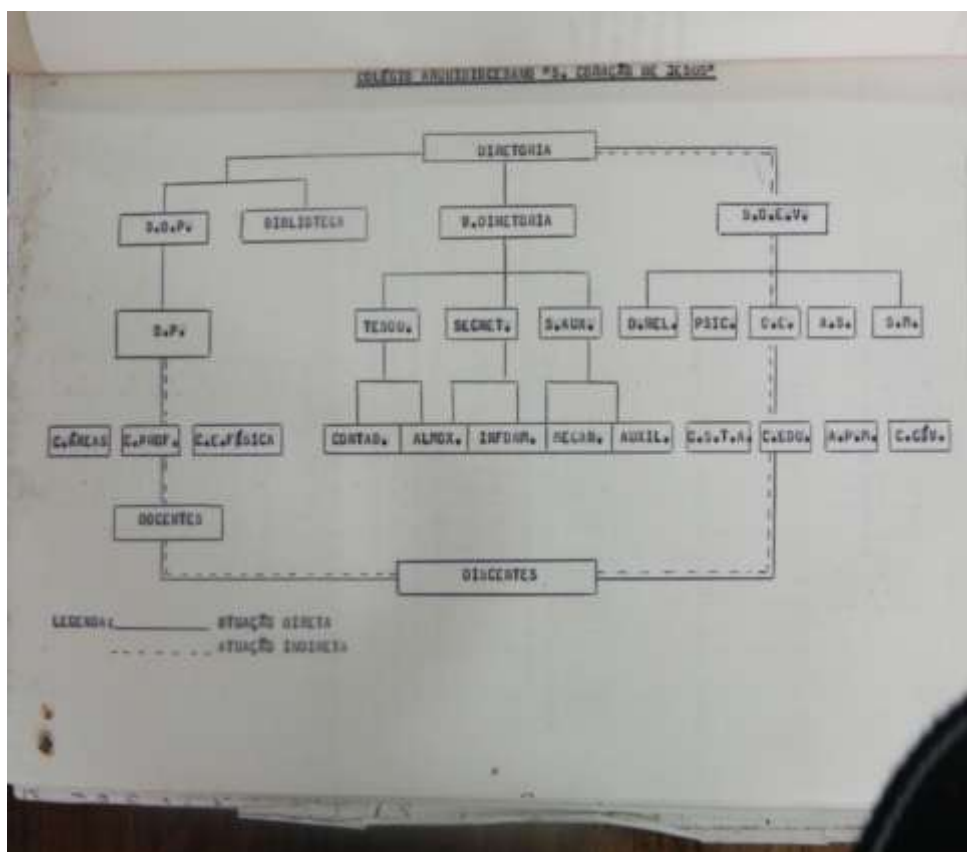 COLÉGIO ARQUIDIOCESANO "S. CORAÇÃO DE JESUS"
DIRETORIA
S.O.P. BIBLIOTECA V.DIRETORIA S.O.E.V.
S.P. TESOU. SECRET. S.AUX. O.REL. PSIC. O.E. A.S. S.M.
C.ÁREAS C.PROF. C.E.FÍSICA CONTAB. ALMOX. INFORM. MECAN. AUXIL. C.S.T.A. C.EDU. A.P.M. C.CÍV.
DOCENTES
DISCENTES
LEGENDA: ATUAÇÃO DIRETA
ATUAÇÃO INDIRETA